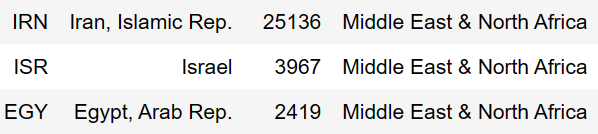 IRN Iran, Islamic Rep. 25136 Middle East & North Africa
ISR Israel 3967 Middle East & North Africa
EGY Egypt, Arab Rep. 2419 Middle East & North Africa